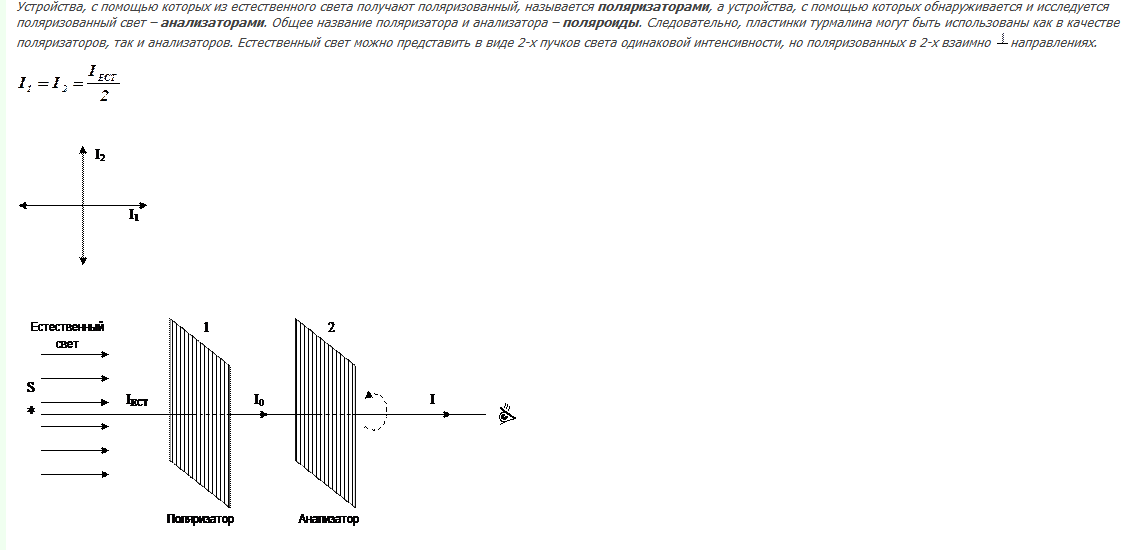 Устройства, с помощью которых из естественного света получают поляризованный, называется поляризаторами, а устройства, с помощью которых обнаруживается и исследуется
поляризованный свет – анализаторами. Общее название поляризатора и анализатора – поляроиды. Следовательно, пластинки турмалина могут быть использованы как в качестве
поляризаторов, так и анализаторов. Естественный свет можно представить в виде 2-х пучков света одинаковой интенсивности, но поляризованных в 2-х взаимно ⊥ направлениях.
I₁ = I₂ = I ЕСТ / 2
I₂
I₁
Естественный
свет
1
2
S
*
IЕСТ
I₀
I
Поляризатор
Анализатор